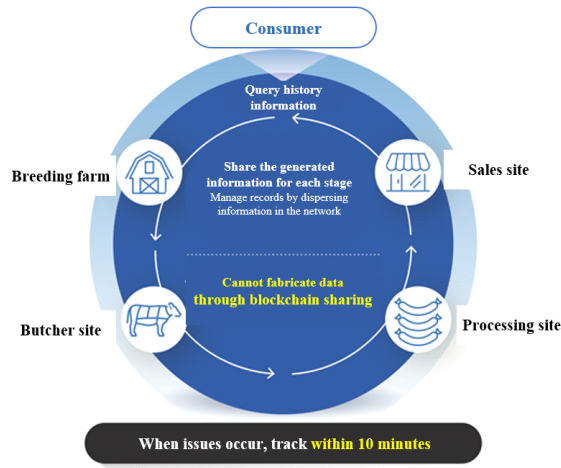 Consumer
Query history
information
Breeding farm
Sales site
Share the generated
information for each stage
Manage records by dispersing
information in the network
Cannot fabricate data
through blockchain sharing
Butcher site
Processing site
When issues occur, track within 10 minutes